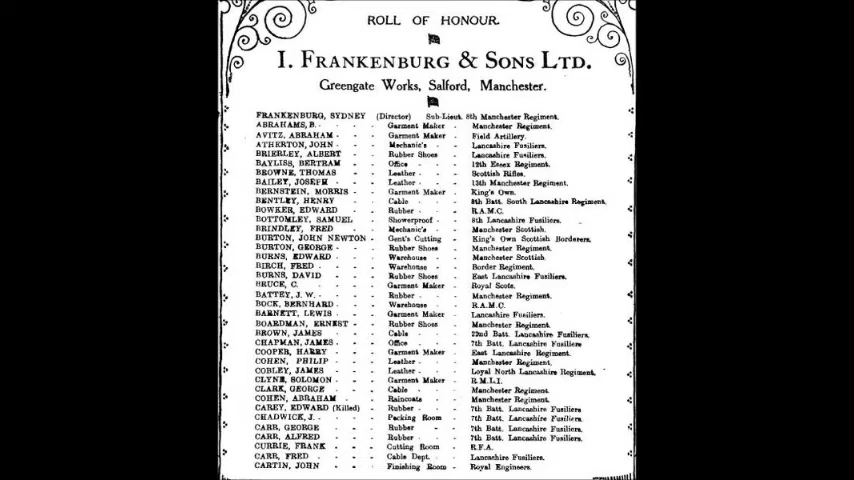 ROLL OF HONOUR.
I. FRANKENBURG & SONS LTD.
Greengate Works, Salford, Manchester.
FRANKENBURG, SYDNEY (Director) Sub-Lieut. 8th Manchester Regiment.
ABRAHAMS, B. - - - Garment Maker - Manchester Regiment.
AVITZ, ABRAHAM - - - Garment Maker - Field Artillery.
ATHERTON, JOHN - - - Mechanic's - - Lancashire Fusiliers.
BRIERLEY, ALBERT - - Rubber Shoes - Lancashire Fusiliers.
BAYLISS, BERTRAM - - Office - - 12th Essex Regiment.
BROWNE, THOMAS - - Leather - - Scottish Rifles.
BAILEY, JOSEPH - - - Leather - - 13th Manchester Regiment.
BERNSTEIN, MORRIS - - Garment Maker - King's Own.
BENTLEY, HENRY - - Cable - - 8th Batt. South Lancashire Regiment.
BOWKER, EDWARD - - Rubber - - R.A.M.C.
BOTTOMLEY, SAMUEL - Showerproof - - 8th Lancashire Fusiliers.
BRINDLEY, FRED - - Mechanic's - - Manchester Scottish.
BURTON, JOHN NEWTON - - Gent's Cutting - King's Own Scottish Borderers.
BURTON, GEORGE - - - Rubber Shoes - Manchester Regiment.
BURNS, EDWARD - - - Warehouse - - Manchester Scottish.
BIRCH, FRED - - - - Warehouse - - Border Regiment.
BURNS, DAVID - - - Rubber Shoes - East Lancashire Fusiliers.
BRUCE, C. - - - Garment Maker - Royal Scots.
BATTEY, J. W. - - - - Rubber - - Manchester Regiment.
BOCK, BERNHARD - - - Warehouse - - R.A.M.C.
BARNETT, LEWIS - - - Garment Maker - Lancashire Fusiliers.
BOARDMAN, ERNEST - - Rubber Shoes - Manchester Regiment.
BROWN, JAMES - - - Cable - - 22nd Batt. Lancashire Fusiliers.
CHAPMAN, JAMES - - - Office - - 7th Batt. Lancashire Fusiliers
COOPER, HARRY - - - Garment Maker - East Lancashire Regiment.
COHEN, PHILIP - - - Leather - - Manchester Regiment.
COBLEY, JAMES - - - Leather - - Loyal North Lancashire Regiment.
CLYNE, SOLOMON - - - Garment Maker - R.M.L.I.
CLARK, GEORGE - - - Cable - - Manchester Regiment.
COHEN, ABRAHAM - - Raincoats - - Manchester Regiment.
CAREY, EDWARD (Killed) - Rubber - - 7th Batt. Lancashire Fusiliers
CHADWICK, J. - - - - Packing Room - 7th Batt. Lancashire Fusiliers.
CARR, GEORGE - - - Rubber - - 7th Batt. Lancashire Fusiliers.
CARR, ALFRED - - - Rubber - - 7th Batt. Lancashire Fusiliers.
CURRIE, FRANK - - - Cutting Room - R.F.A.
CARR, FRED - - - - Cable Dept. - - Lancashire Fusiliers.
CARTIN, JOHN - - - Finishing Room - Royal Engineers.